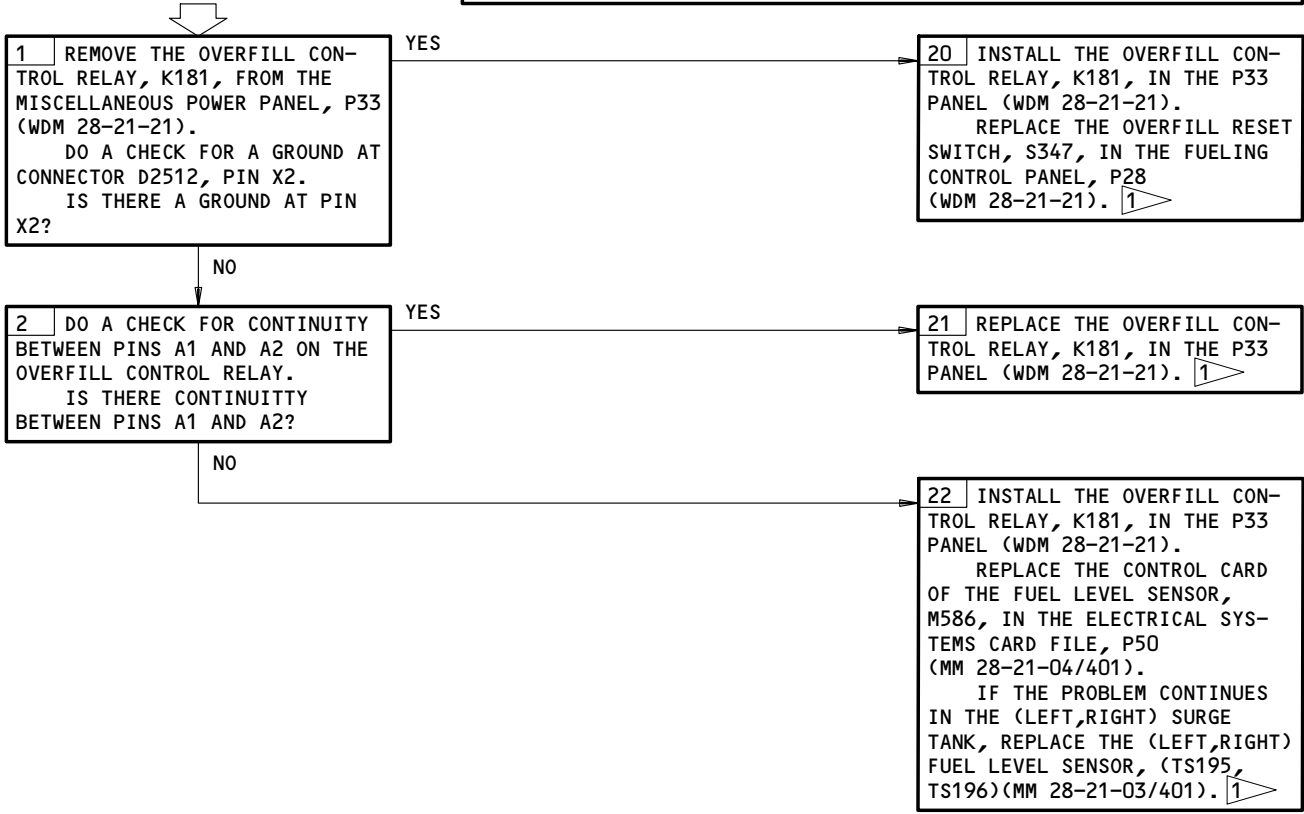 1 REMOVE THE OVERFILL CON-
TROL RELAY, K181, FROM THE
MISCELLANEOUS POWER PANEL, P33
(WDM 28-21-21).
DO A CHECK FOR A GROUND AT
CONNECTOR D2512, PIN X2.
IS THERE A GROUND AT PIN
X2?
YES
20 INSTALL THE OVERFILL CON-
TROL RELAY, K181, IN THE P33
PANEL (WDM 28-21-21).
REPLACE THE OVERFILL RESET
SWITCH, S347, IN THE FUELING
CONTROL PANEL, P28
(WDM 28-21-21). 1
NO
2 DO A CHECK FOR CONTINUITY
BETWEEN PINS A1 AND A2 ON THE
OVERFILL CONTROL RELAY.
IS THERE CONTINUITTY
BETWEEN PINS A1 AND A2?
YES
21 REPLACE THE OVERFILL CON-
TROL RELAY, K181, IN THE P33
PANEL (WDM 28-21-21). 1
NO
22 INSTALL THE OVERFILL CON-
TROL RELAY, K181, IN THE P33
PANEL (WDM 28-21-21).
REPLACE THE CONTROL CARD
OF THE FUEL LEVEL SENSOR,
M586, IN THE ELECTRICAL SYS-
TEMS CARD FILE, P50
(MM 28-21-04/401).
IF THE PROBLEM CONTINUES
IN THE (LEFT,RIGHT) SURGE
TANK, REPLACE THE (LEFT,RIGHT)
FUEL LEVEL SENSOR, (TS195,
TS196)(MM 28-21-03/401). 1